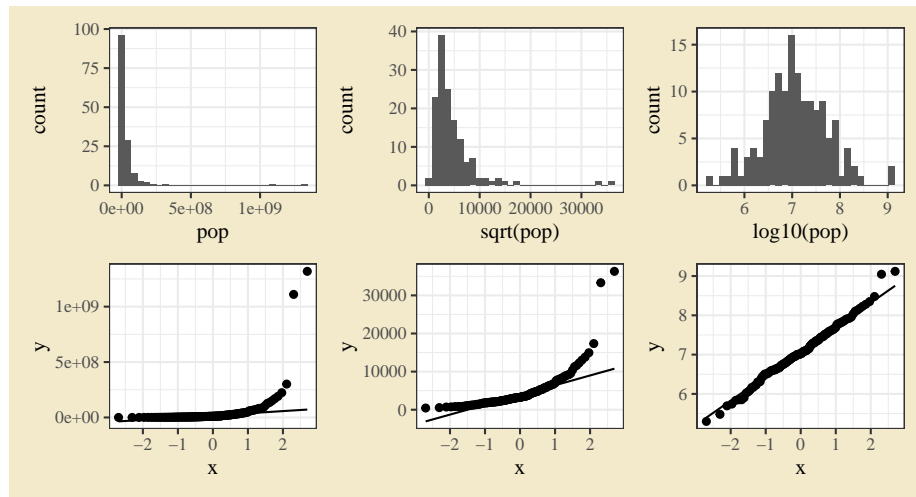 100
75
50
25
0
count
0e+00 5e+08 1e+09
pop
40
30
20
10
0
count
0 10000 20000 30000
sqrt(pop)
15
10
5
0
count
6 7 8 9
log10(pop)
1e+09
5e+08
0e+00
y
−2 −1 0 1 2
x
30000
20000
10000
0
y
−2 −1 0 1 2
x
9
8
7
6
y
−2 −1 0 1 2
x